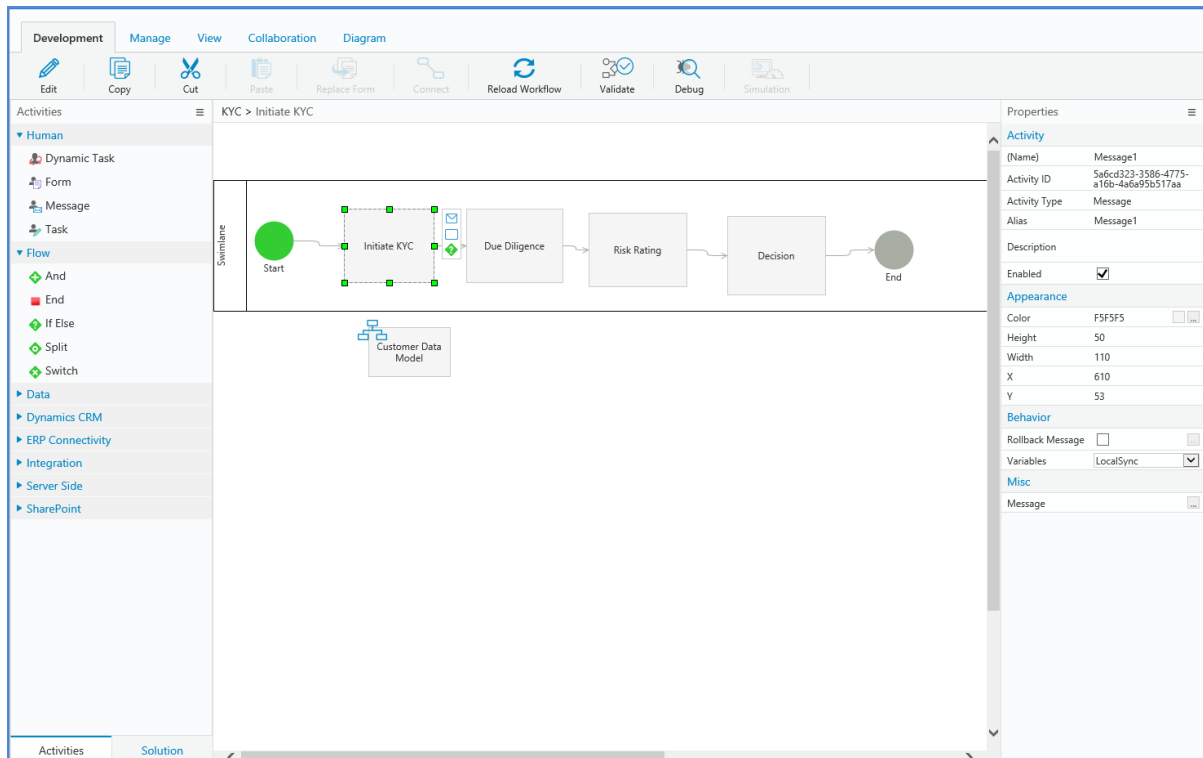 Development Manage View Collaboration Diagram
Edit Copy Cut Paste Replace Form Connect Reload Workflow Validate Debug Simulation
Activities
Human
Dynamic Task
Form
Message
Task
Flow
And
End
If Else
Split
Switch
Data
Dynamics CRM
ERP Connectivity
Integration
Server Side
SharePoint
Activities Solution
KYC > Initiate KYC
Swimlane
Start
Initiate KYC
Due Diligence
Risk Rating
Decision
End
Customer Data
Model
Properties
Activity
(Name) Message1
Activity ID 5a6cd323-3586-4775-
a16b-4a6a95b517aa
Activity Type Message
Alias Message1
Description
Enabled
Appearance
Color F5F5F5 ...
Height 50
Width 110
X 610
Y 53
Behavior
Rollback Message ...
Variables LocalSync
Misc
Message ...